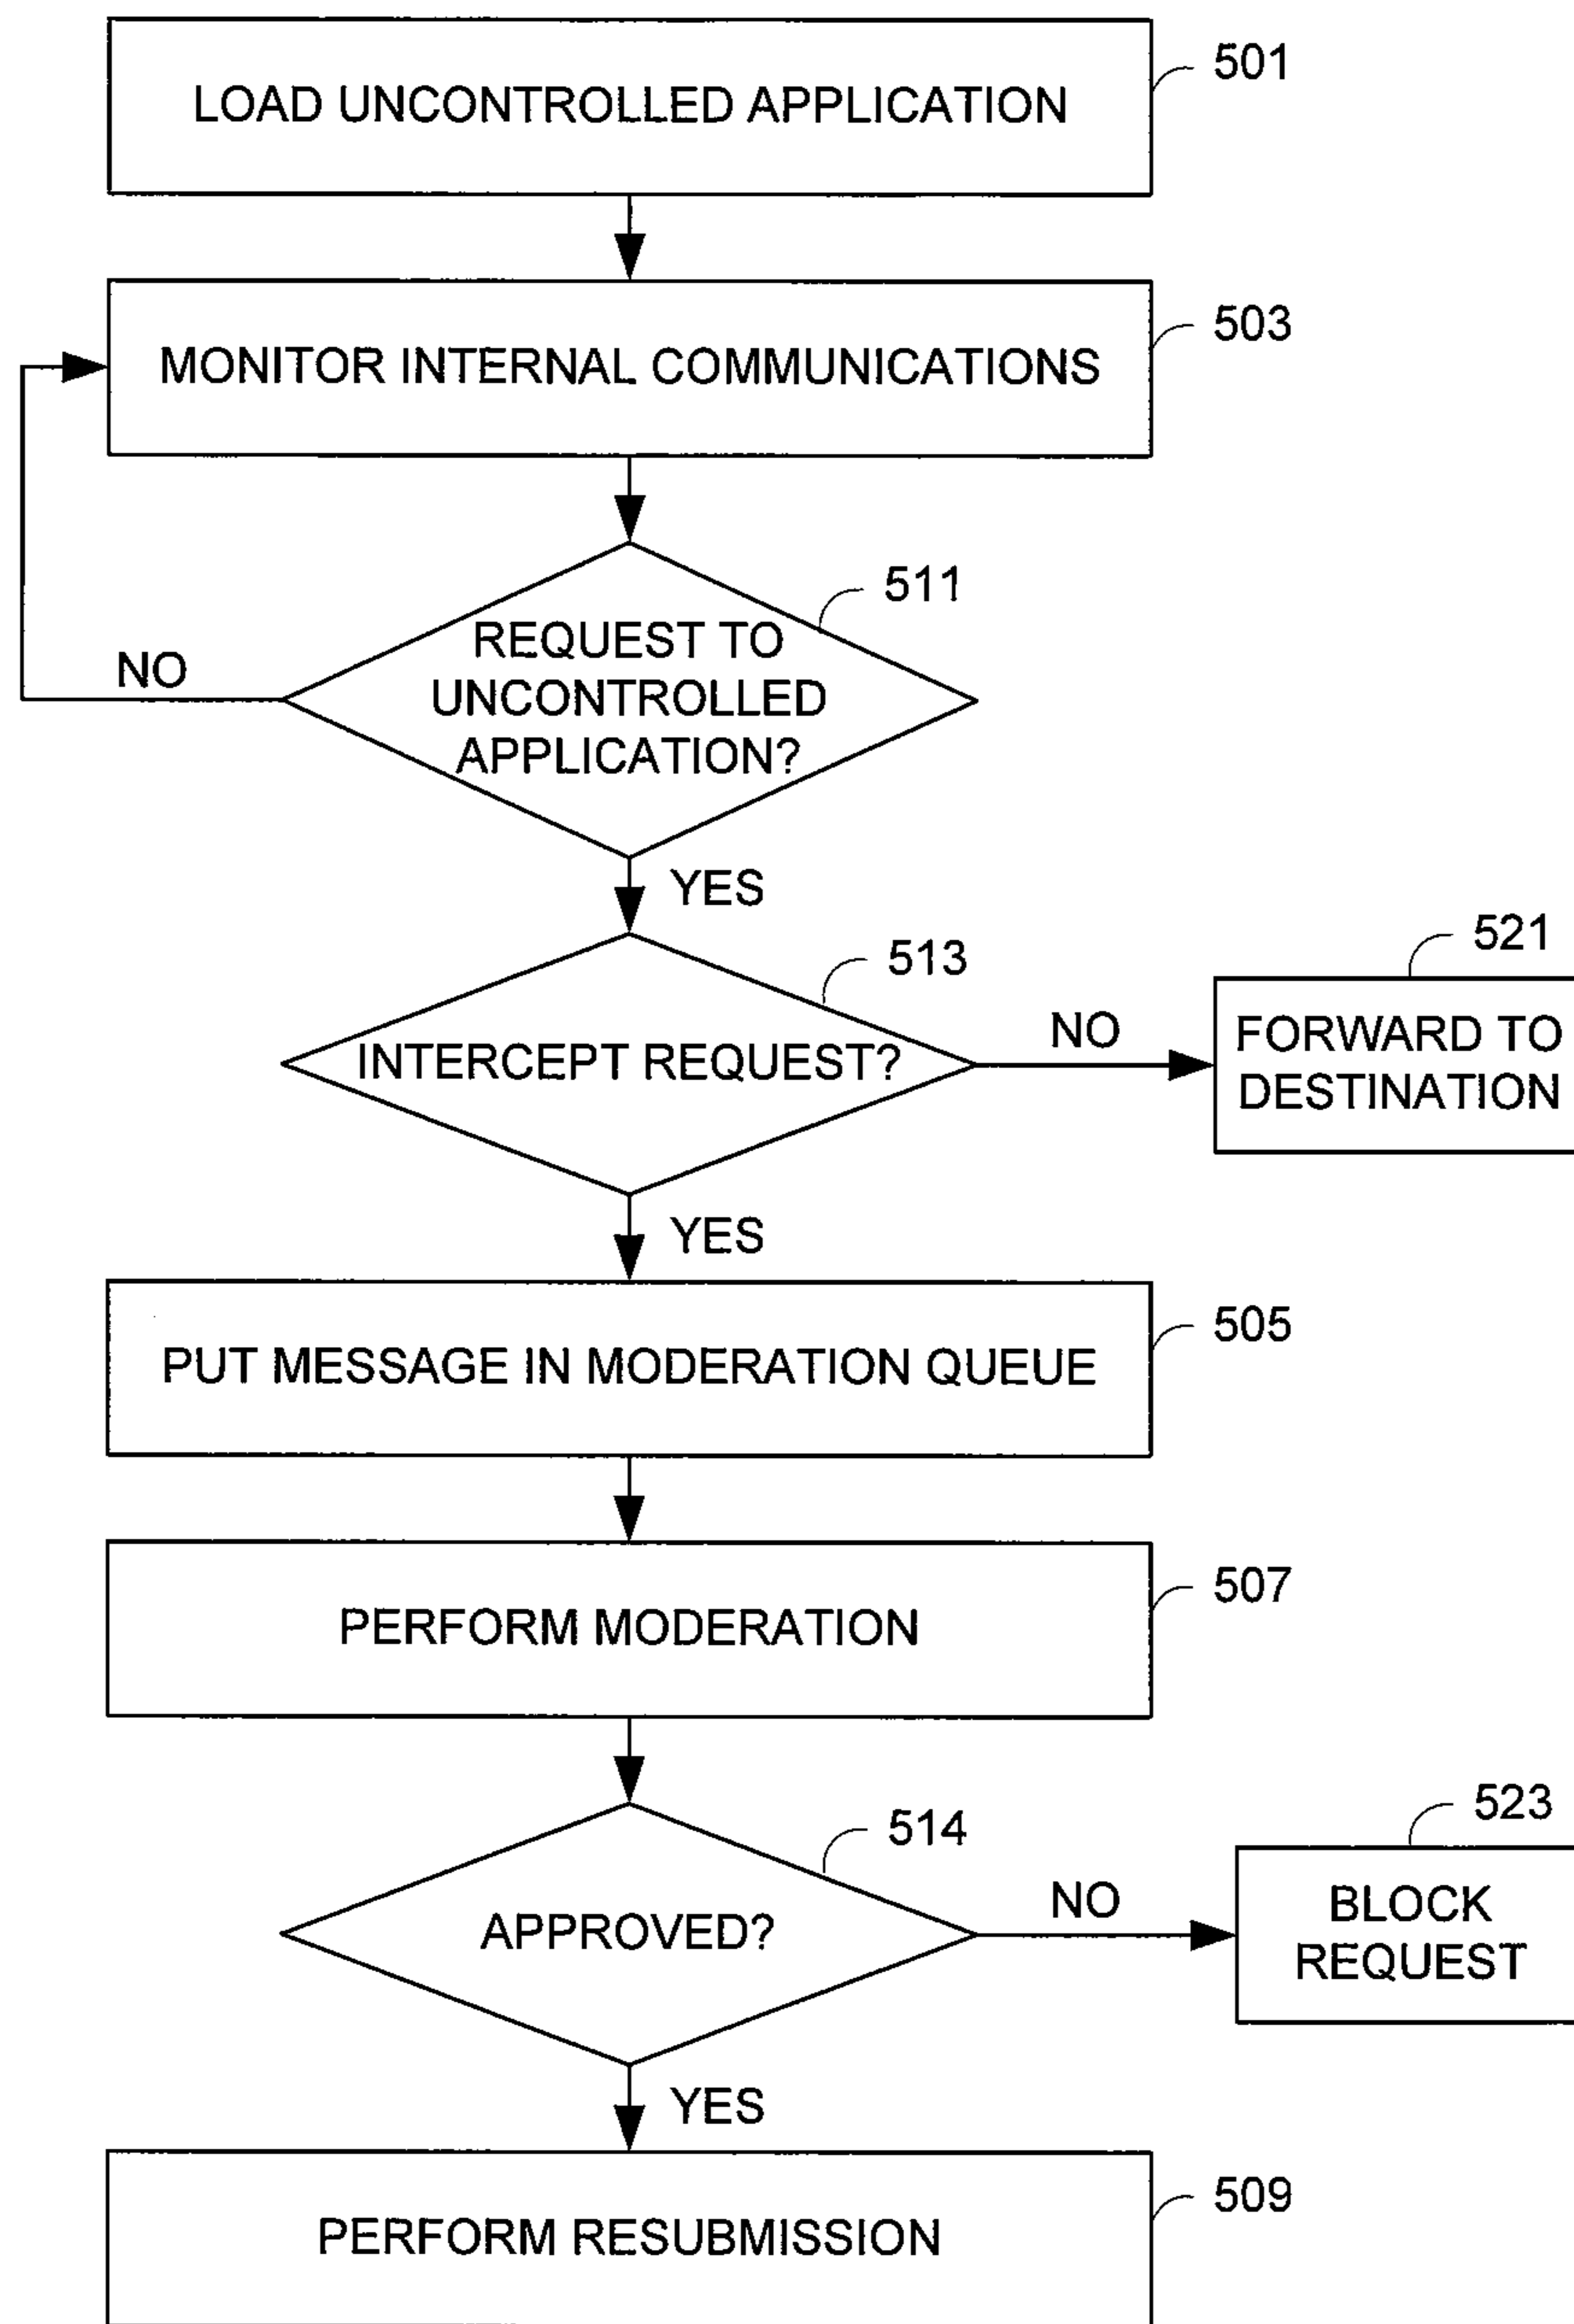 LOAD UNCONTROLLED APPLICATION
501
MONITOR INTERNAL COMMUNICATIONS
503
REQUEST TO
UNCONTROLLED
APPLICATION?
511
NO
YES
INTERCEPT REQUEST?
513
NO
FORWARD TO
DESTINATION
521
YES
PUT MESSAGE IN MODERATION QUEUE
505
PERFORM MODERATION
507
APPROVED?
514
NO
BLOCK
REQUEST
523
YES
PERFORM RESUBMISSION
509